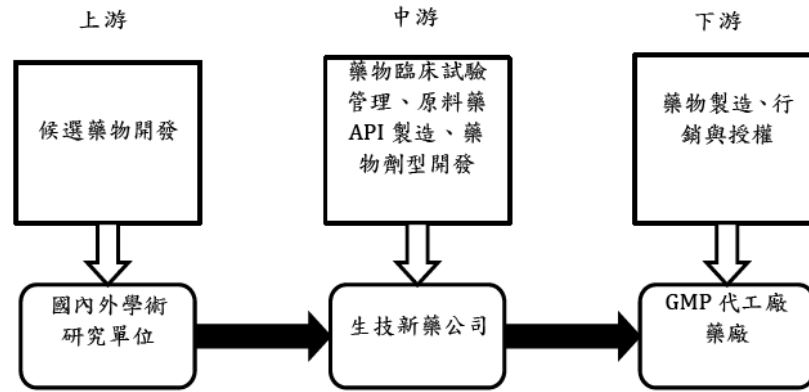 上游
中游
下游
候選藥物開發
藥物臨床試驗
管理、原料藥
API 製造、藥
物劑型開發
藥物製造、行
銷與授權
國內外學術
研究單位
生技新藥公司
GMP 代工廠
藥廠